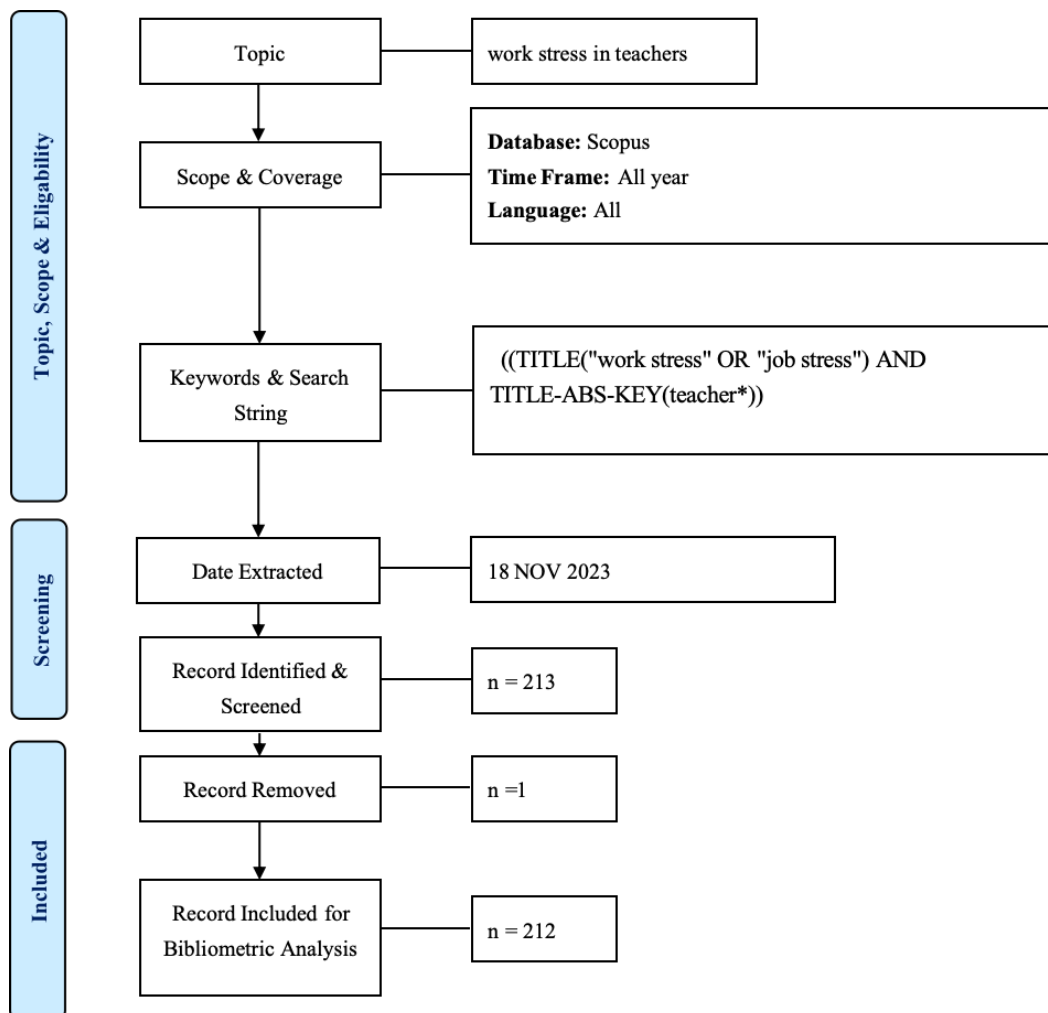 Topic, Scope & Eligability
Topic
work stress in teachers
Scope & Coverage
Database: Scopus
Time Frame: All year
Language: All
Keywords & Search
String
((TITLE("work stress" OR "job stress") AND
TITLE-ABS-KEY(teacher*))
Screening
Date Extracted
18 NOV 2023
Record Identified &
Screened
n = 213
Included
Record Removed
n =1
Record Included for
Bibliometric Analysis
n = 212